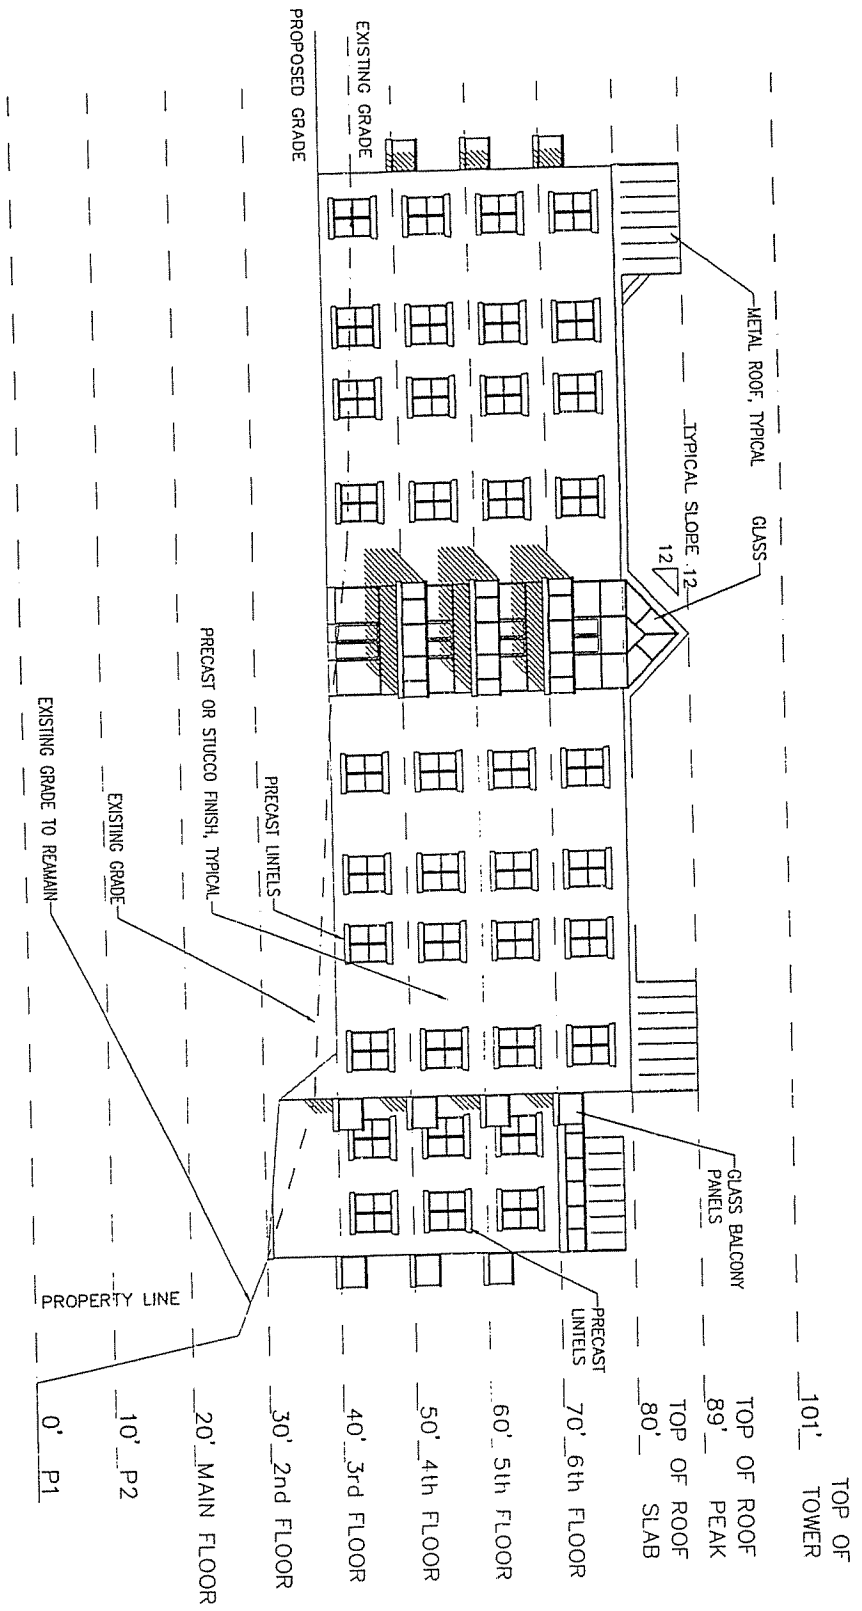 TOP OF
TOWER
101'
TOP OF ROOF
PEAK
89'
TOP OF ROOF
SLAB
80'
70' 6th FLOOR
60' 5th FLOOR
50' 4th FLOOR
40' 3rd FLOOR
30' 2nd FLOOR
20' MAIN FLOOR
10' P2
0' P1
METAL ROOF, TYPICAL
GLASS
TYPICAL SLOPE 12
12
GLASS BALCONY
PANELS
PRECAST
LINTELS
EXISTING GRADE
PROPOSED GRADE
PRECAST LINTELS
PRECAST OR STUCCO FINISH, TYPICAL
EXISTING GRADE
EXISTING GRADE TO REAMAIN
PROPERTY LINE